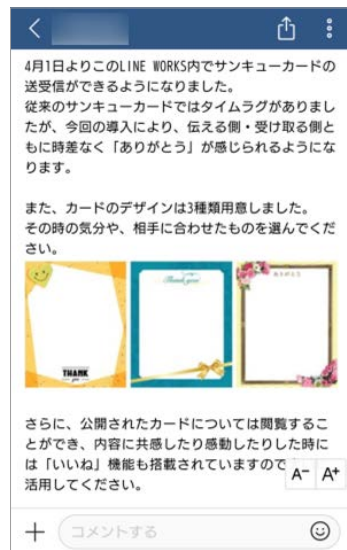 4月1日よりこのLINE WORKS内でサンキューカードの
送受信ができるようになりました。
従来のサンキューカードではタイムラグがありまし
たが、今回の導入により、伝える側・受け取る側と
もに時差なく「ありがとう」が感じられるようにな
ります。
また、カードのデザインは3種類用意しました。
その時の気分や、相手に合わせたものを選んでくだ
さい。
THANK
you
Thank you!
ありがとう
さらに、公開されたカードについては閲覧するこ
とができ、内容に共感したり感動したりした時に
は「いいね」機能も搭載されていますので
活用してください。
A- A+
コメントする